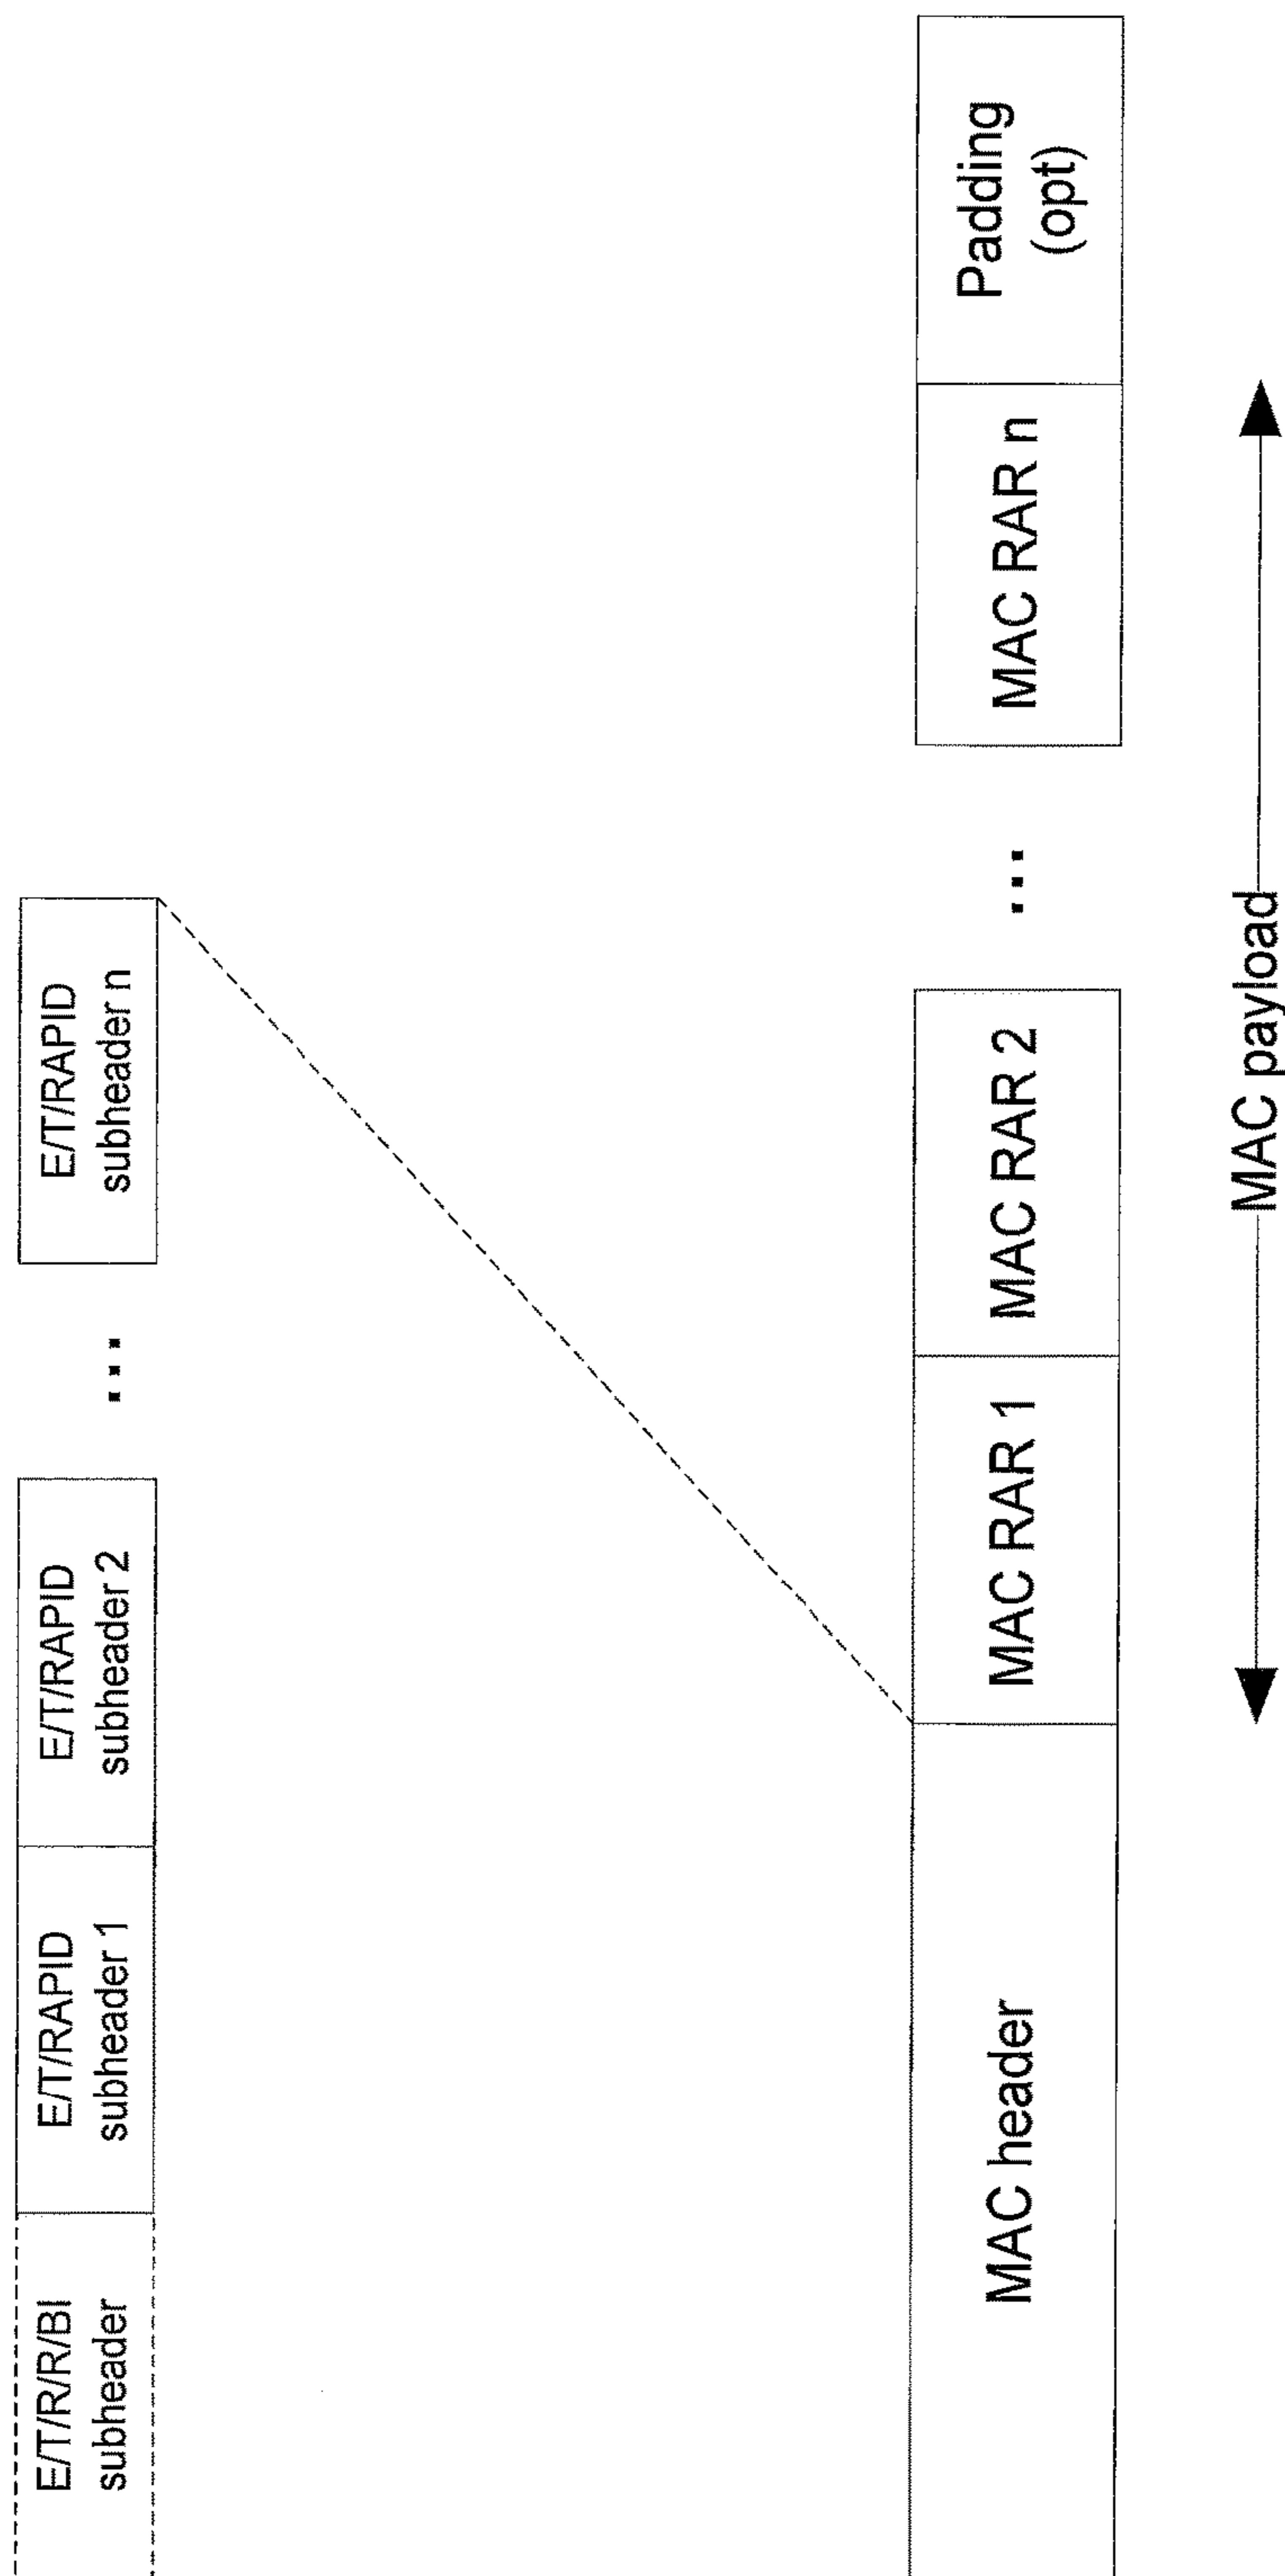 E/T/R/R/BI
subheader
E/T/RAPID
subheader 1
E/T/RAPID
subheader 2
...
E/T/RAPID
subheader n
MAC header
MAC RAR 1
MAC RAR 2
...
MAC RAR n
Padding
(opt)
MAC payload